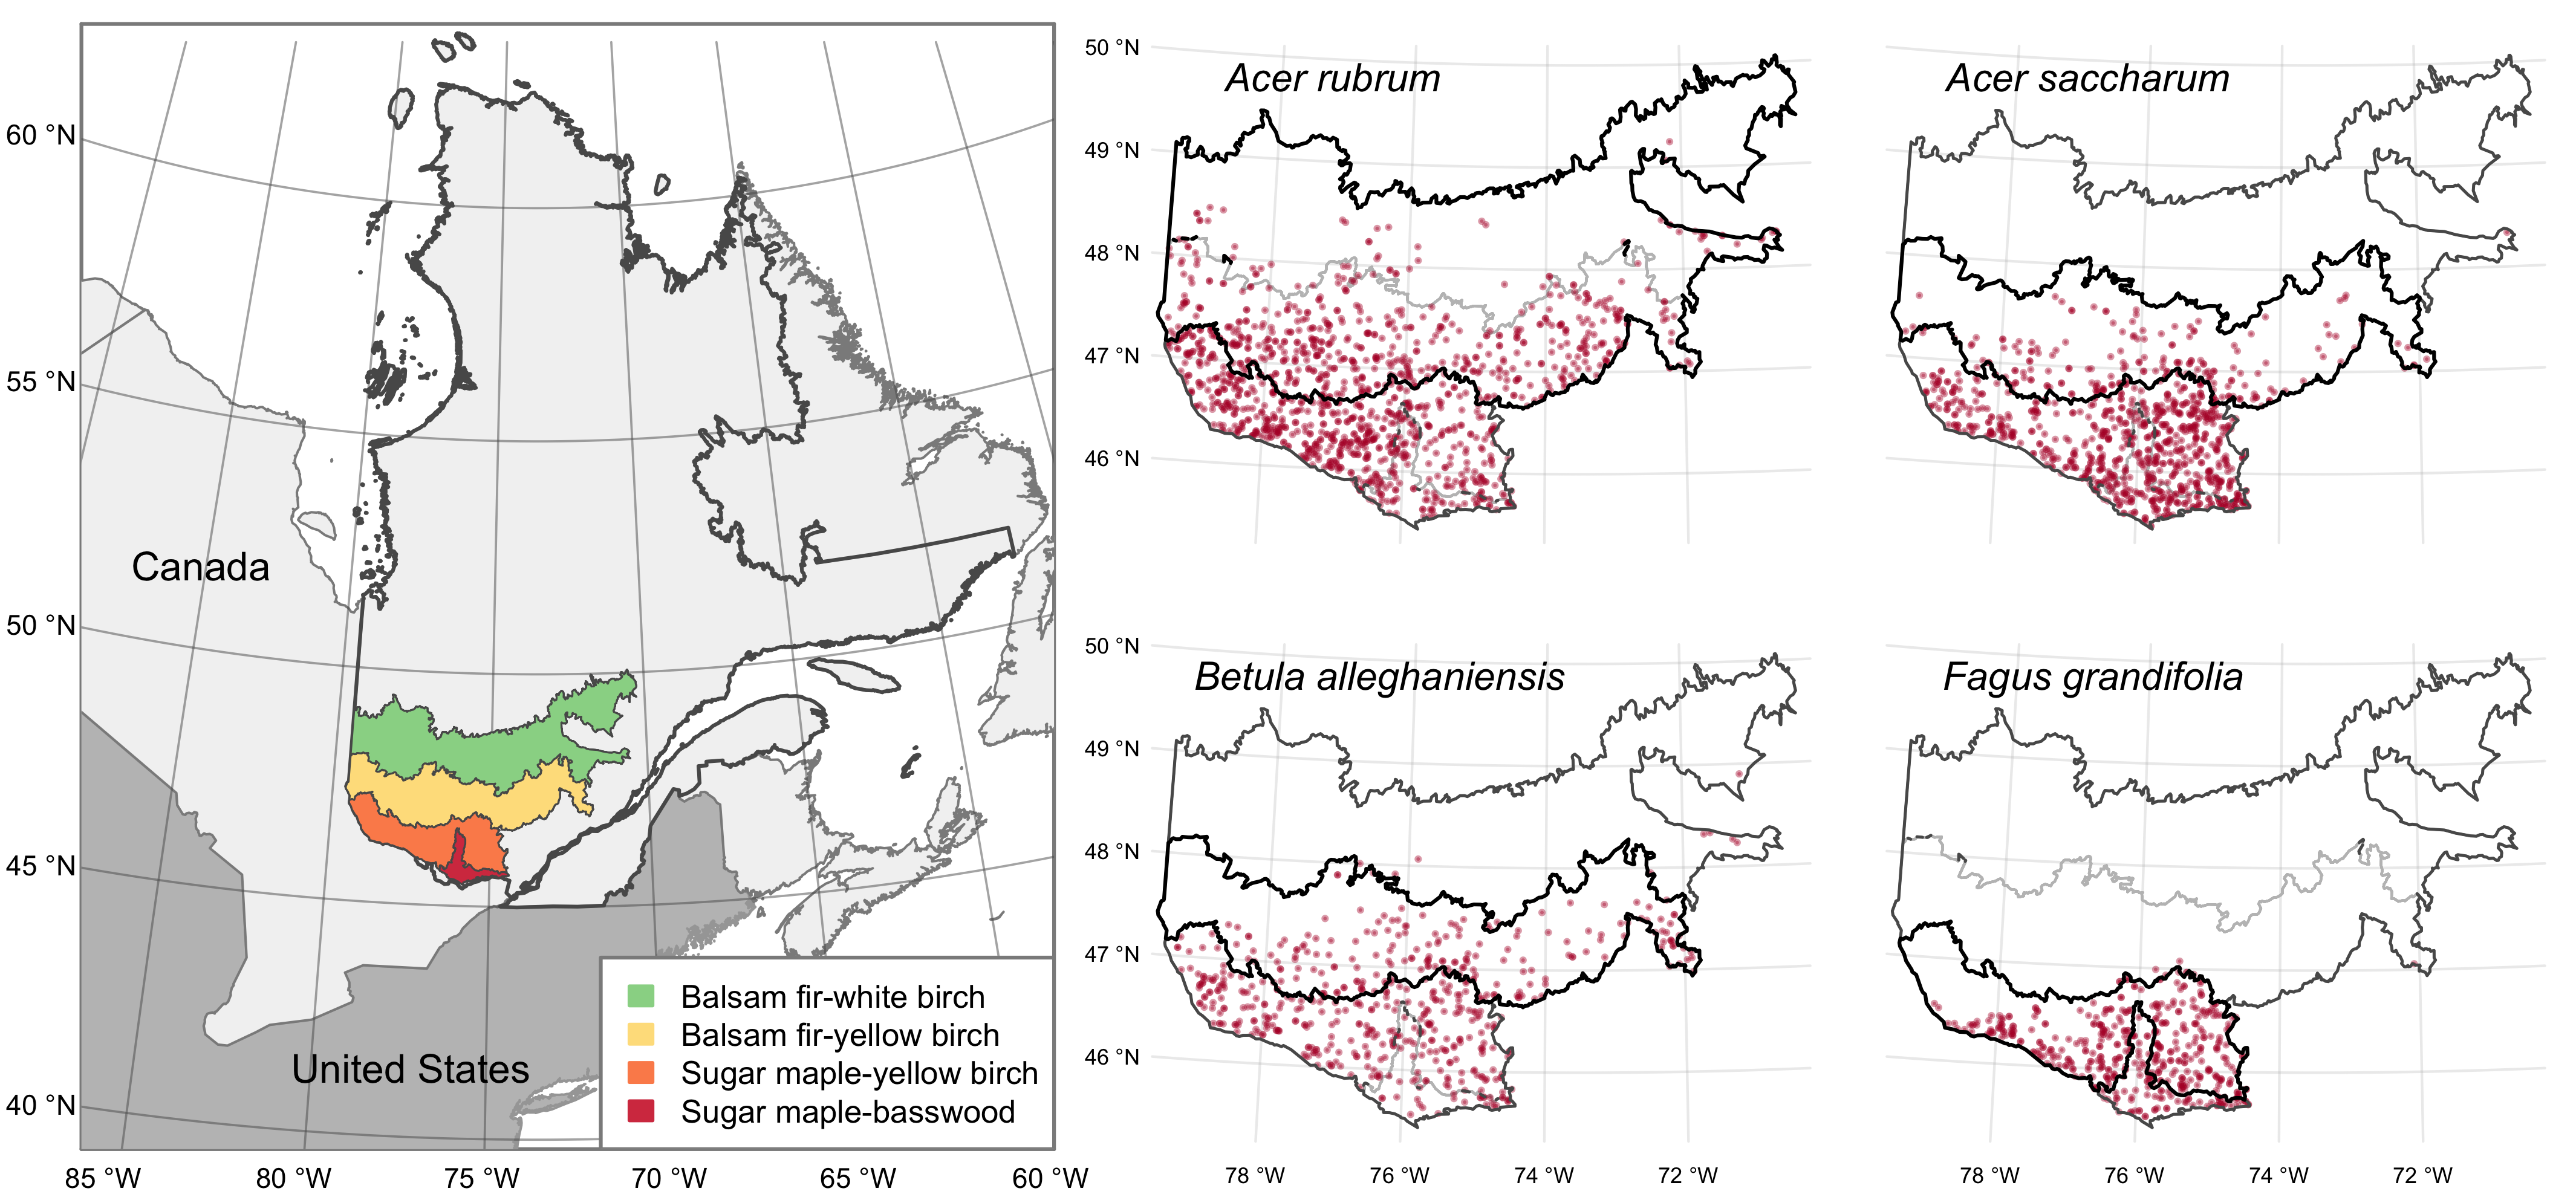 60 °N
55 °N
50 °N
45 °N
40 °N
Canada
United States
Balsam fir-white birch
Balsam fir-yellow birch
Sugar maple-yellow birch
Sugar maple-basswood
85 °W 80 °W 75 °W 70 °W 65 °W 60 °W
50 °N
49 °N
48 °N
47 °N
46 °N
Acer rubrum
Acer saccharum
50 °N
49 °N
48 °N
47 °N
46 °N
Betula alleghaniensis
Fagus grandifolia
78 °W 76 °W 74 °W 72 °W
78 °W 76 °W 74 °W 72 °W